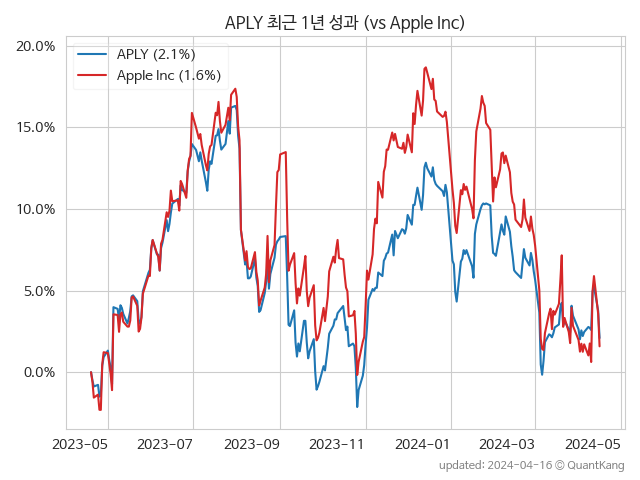 APLY 최근 1년 성과 (vs Apple Inc)
20.0%
APLY (2.1%)
Apple Inc (1.6%)
15.0%
10.0%
5.0%
0.0%
2023-05 2023-07 2023-09 2023-11 2024-01 2024-03 2024-05
updated: 2024-04-16 © QuantKang